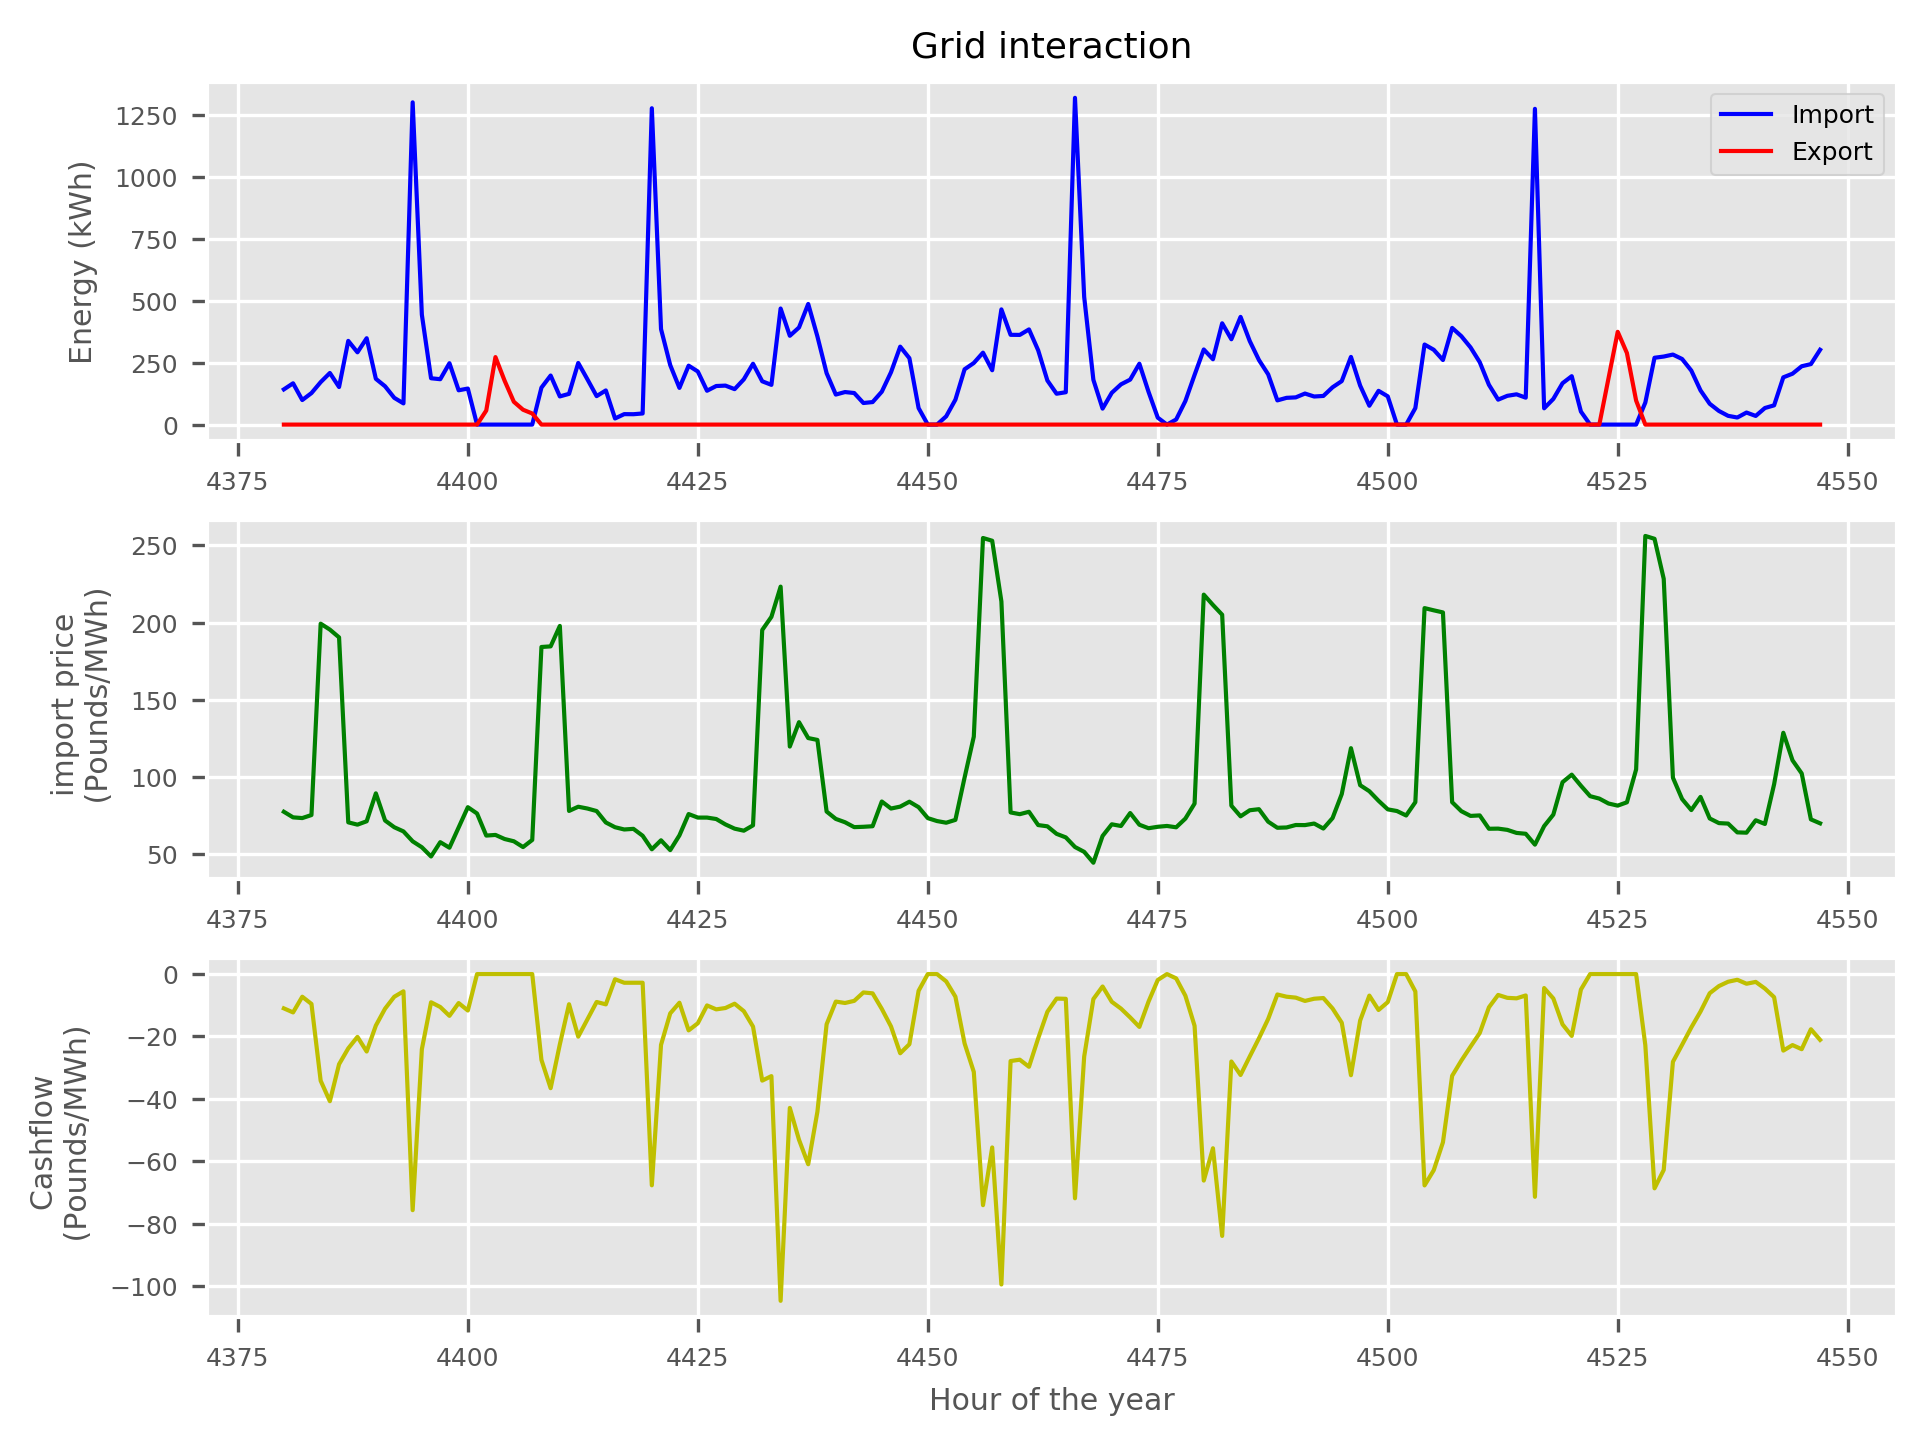 Grid interaction
Energy (kWh)
1250
1000
750
500
250
0
Import
Export
4375 4400 4425 4450 4475 4500 4525 4550
import price
(Pounds/MWh)
250
200
150
100
50
4375 4400 4425 4450 4475 4500 4525 4550
Cashflow
(Pounds/MWh)
0
−20
−40
−60
−80
−100
4375 4400 4425 4450 4475 4500 4525 4550
Hour of the year